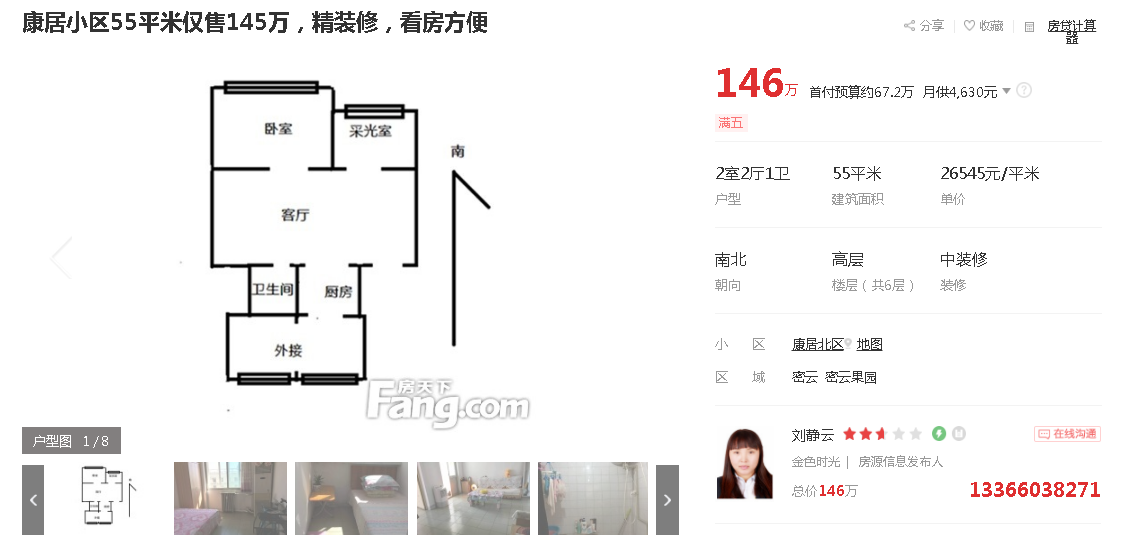 康居小区55平米仅售145万，精装修，看房方便
分享
收藏
房贷计算
器
146万 首付预算约67.2万 月供4,630元
?
满五
2室2厅1卫 55平米 26545元/平米
户型 建筑面积 单价
南北 高层 中装修
朝向 楼层（共6层） 装修
小 区 康居北区 地图
区 域 密云 密云果园
刘静云
在线沟通
金色时光 | 房源信息发布人
总价146万
13366038271
卧室
采光室
南
客厅
卫生间
厨房
外接
房天下
Fang.com
户型图 1/8